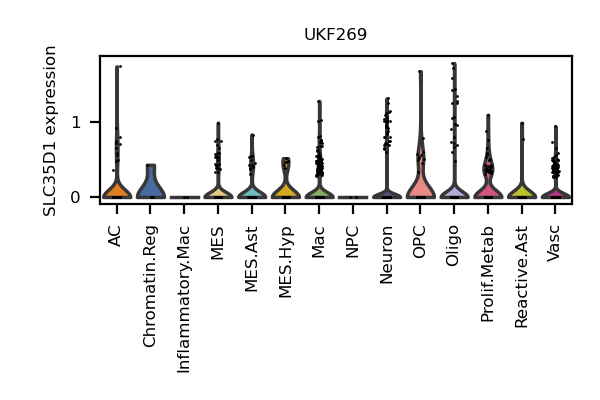 UKF269
SLC35D1 expression
1
0
AC
Chromatin.Reg
Inflammatory.Mac
MES
MES.Ast
MES.Hyp
Mac
NPC
Neuron
OPC
Oligo
Prolif.Metab
Reactive.Ast
Vasc